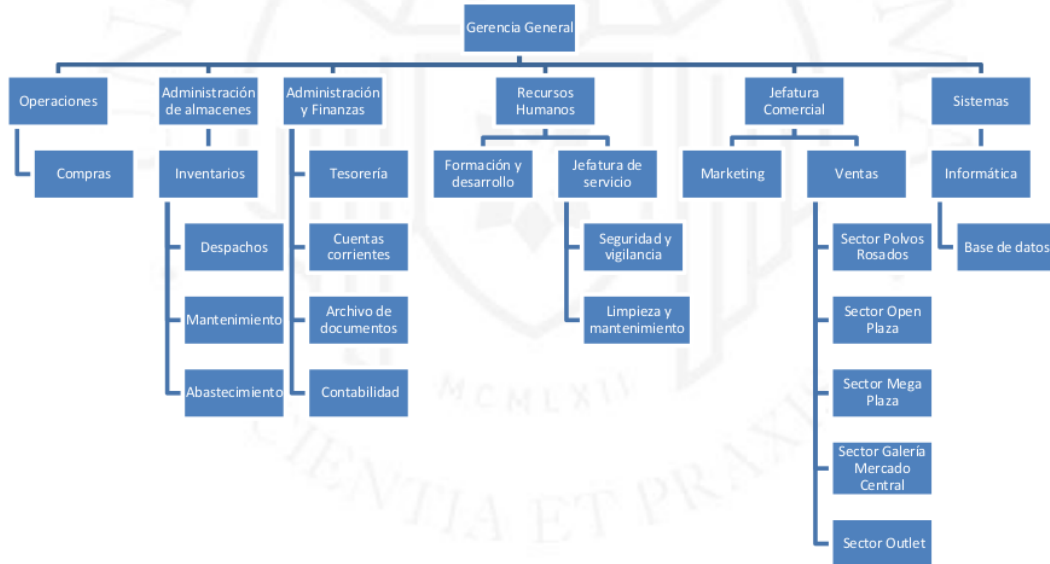 Gerencia General
Operaciones
Administración
de almacenes
Administración
y Finanzas
Recursos
Humanos
Jefatura
Comercial
Sistemas
Compras
Inventarios
Tesorería
Formación y
desarrollo
Jefatura de
servicio
Marketing
Ventas
Informática
Despachos
Cuentas
corrientes
Seguridad y
vigilancia
Sector Polvos
Rosados
Base de datos
Mantenimiento
Archivo de
documentos
Limpieza y
mantenimiento
Sector Open
Plaza
Abastecimiento
Contabilidad
Sector Mega
Plaza
Sector Galería
Mercado
Central
Sector Outlet
MCMLXII
SCIENTIA ET PRAXIS